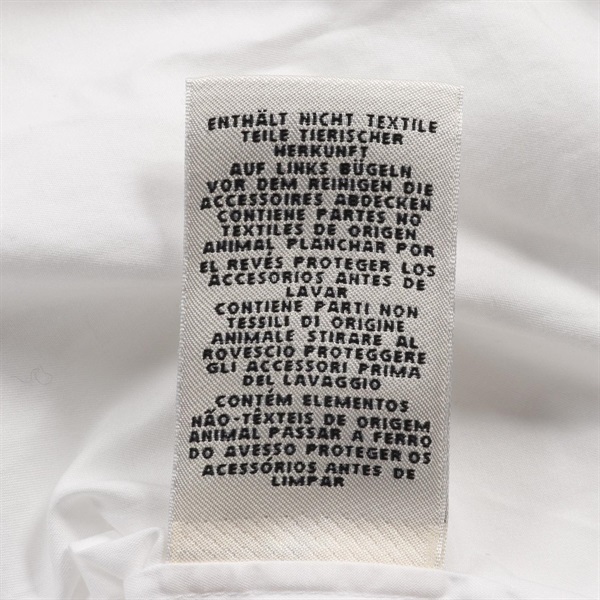 ENTHÄLT NICHT TEXTILE
TEILE TIERISCHER
HERKUNFT
AUF LINKS BÜGELN
VOR DEM REINIGEN DIE
ACCESSOIRES ABDECKEN
CONTIENE PARTES NO
TEXTILES DE ORIGEN
ANIMAL PLANCHAR POR
EL REVÉS PROTEGER LOS
ACCESORIOS ANTES DE
LAVAR
CONTIENE PARTI NON
TESSILI DI ORIGINE
ANIMALE STIRARE AL
ROVESCIO PROTEGGERE
GLI ACCESSORI PRIMA
DEL LAVAGGIO
CONTÉM ELEMENTOS
NÃO-TÊXTEIS DE ORIGEM
ANIMAL PASSAR A FERRO
DO AVESSO PROTEGER OS
ACESSÓRIOS ANTES DE
LIMPAR